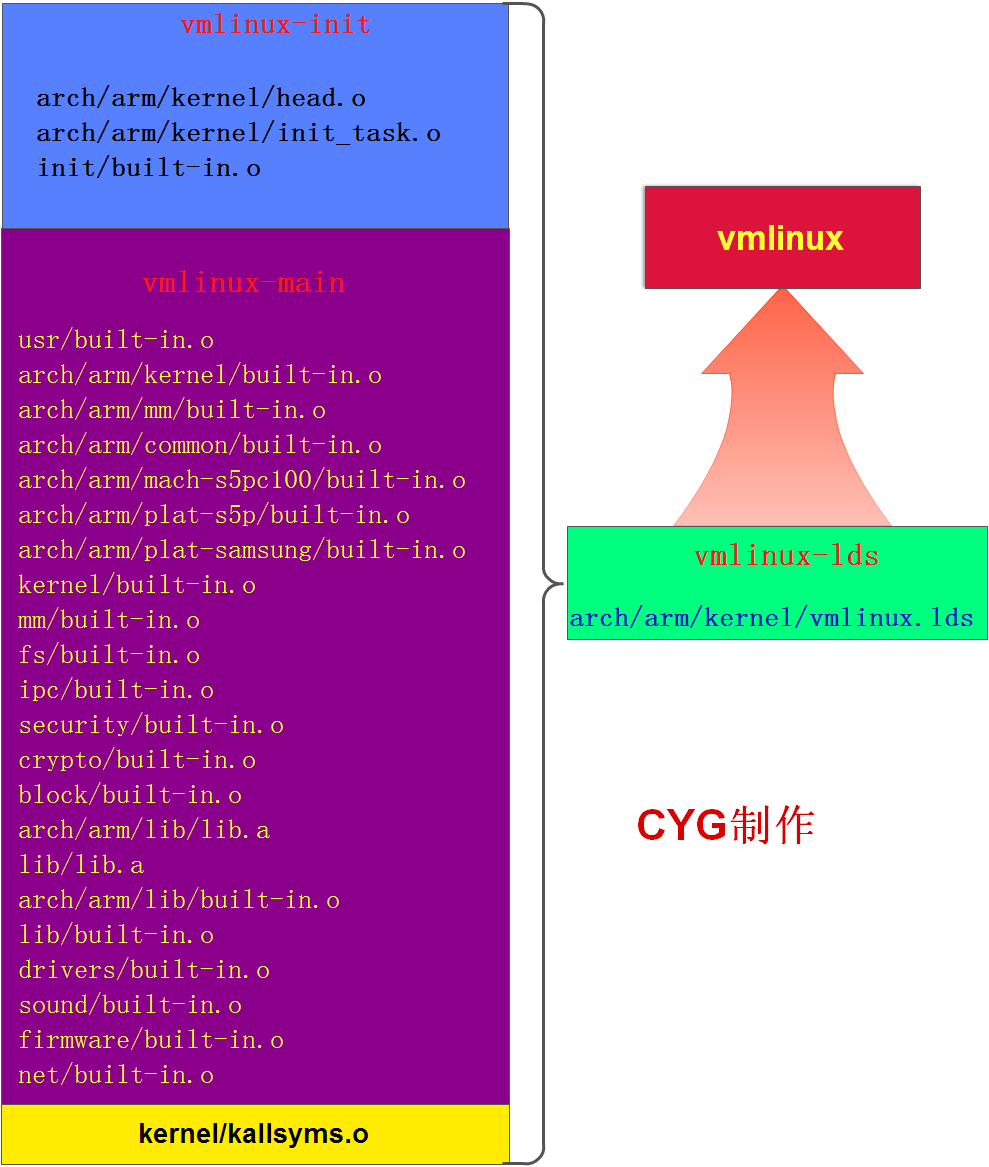 vmlinux-init
arch/arm/kernel/head.o
arch/arm/kernel/init_task.o
init/built-in.o
vmlinux-main
usr/built-in.o
arch/arm/kernel/built-in.o
arch/arm/mm/built-in.o
arch/arm/common/built-in.o
arch/arm/mach-s5pc100/built-in.o
arch/arm/plat-s5p/built-in.o
arch/arm/plat-samsung/built-in.o
kernel/built-in.o
mm/built-in.o
fs/built-in.o
ipc/built-in.o
security/built-in.o
crypto/built-in.o
block/built-in.o
arch/arm/lib/lib.a
lib/lib.a
arch/arm/lib/built-in.o
lib/built-in.o
drivers/built-in.o
sound/built-in.o
firmware/built-in.o
net/built-in.o
kernel/kallsyms.o
vmlinux
vmlinux-lds
arch/arm/kernel/vmlinux.lds
CYG制作